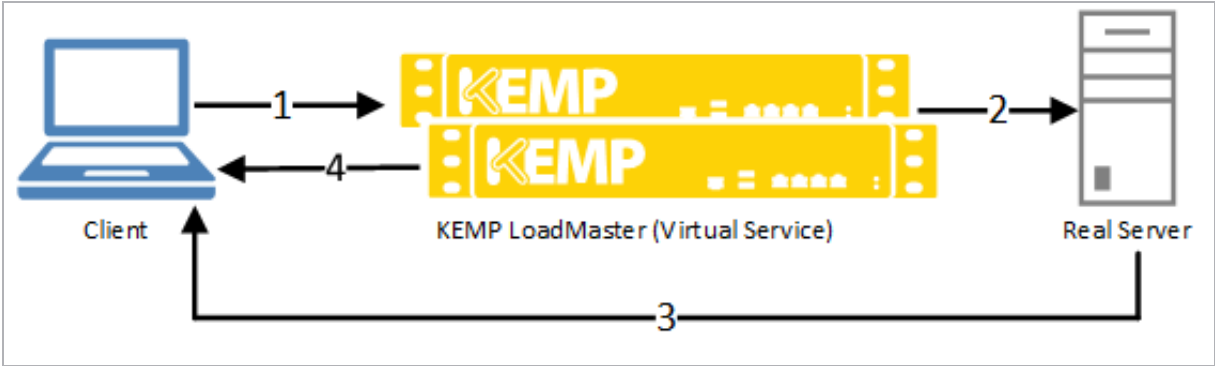 KEMP
1
2
KEMP
4
Client
KEMP LoadMaster (Virtual Service)
Real Server
3